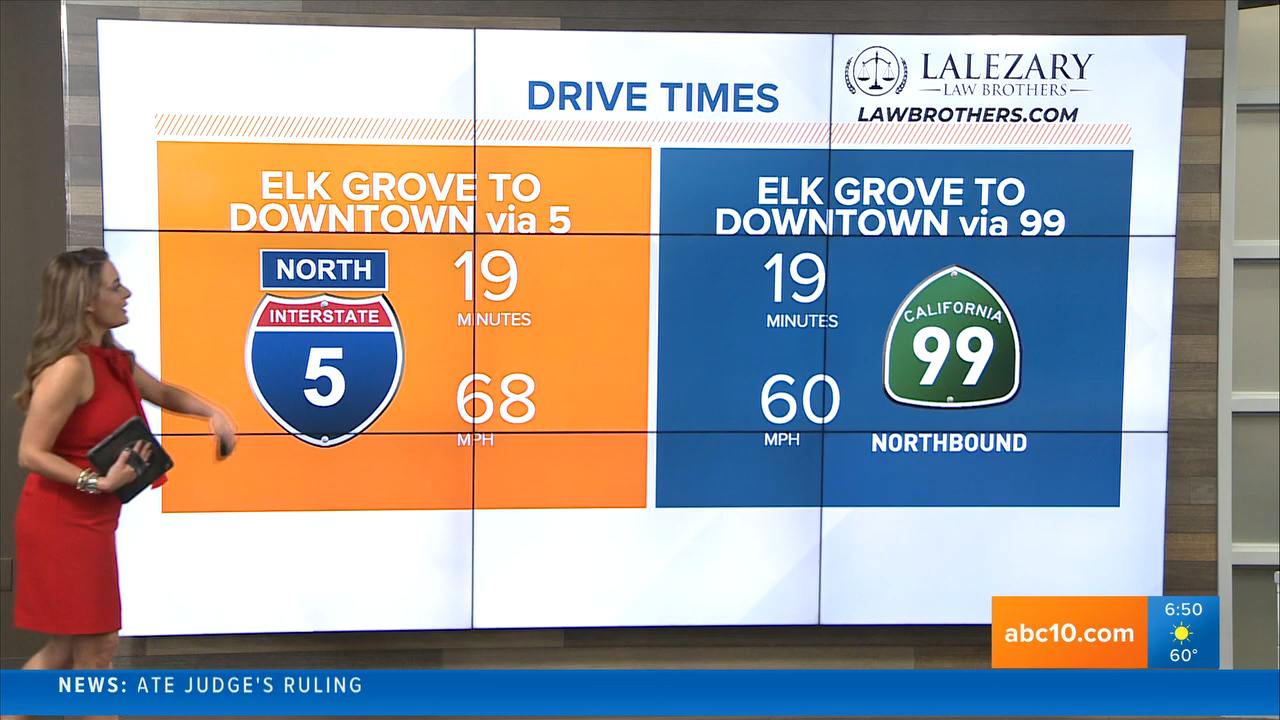 DRIVE TIMES
LALEZARY
LAW BROTHERS
LAWBROTHERS.COM
ELK GROVE TO
DOWNTOWN via 5
NORTH
INTERSTATE
5
19
MINUTES
68
MPH
ELK GROVE TO
DOWNTOWN via 99
19
MINUTES
60
MPH
CALIFORNIA
99
NORTHBOUND
abc10.com
6:50
60°
NEWS: ATE JUDGE'S RULING